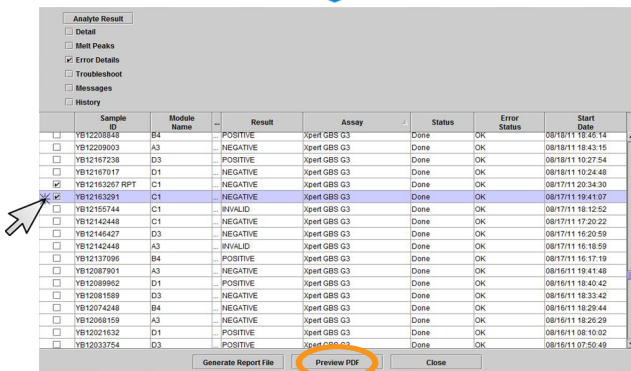 Analyte Result
Detail
Melt Peaks
Error Details
Troubleshoot
Messages
History
Sample ID Module Name ... Result Assay Status Error Status Start Date
YB12208848 B4 ... POSITIVE Xpert GBS G3 Done OK 08/18/11 18:46:14
YB12209003 A3 ... NEGATIVE Xpert GBS G3 Done OK 08/18/11 18:43:15
YB12167238 D3 ... POSITIVE Xpert GBS G3 Done OK 08/18/11 10:27:54
YB12167017 D1 ... NEGATIVE Xpert GBS G3 Done OK 08/18/11 10:24:48
YB12163267 RPT C1 ... NEGATIVE Xpert GBS G3 Done OK 08/17/11 20:34:30
YB12163291 C1 ... NEGATIVE Xpert GBS G3 Done OK 08/17/11 19:41:07
YB12155744 C1 ... INVALID Xpert GBS G3 Done OK 08/17/11 18:12:52
YB12142448 C1 ... NEGATIVE Xpert GBS G3 Done OK 08/17/11 17:20:22
YB12146427 D3 ... NEGATIVE Xpert GBS G3 Done OK 08/17/11 16:20:59
YB12142448 A3 ... INVALID Xpert GBS G3 Done OK 08/17/11 16:18:59
YB12137096 B4 ... POSITIVE Xpert GBS G3 Done OK 08/17/11 16:17:19
YB12087901 A3 ... NEGATIVE Xpert GBS G3 Done OK 08/16/11 19:41:48
YB12089962 D1 ... POSITIVE Xpert GBS G3 Done OK 08/16/11 18:40:42
YB12081589 D3 ... NEGATIVE Xpert GBS G3 Done OK 08/16/11 18:33:42
YB12074248 B4 ... NEGATIVE Xpert GBS G3 Done OK 08/16/11 18:29:44
YB12068159 A3 ... NEGATIVE Xpert GBS G3 Done OK 08/16/11 18:26:29
YB12021632 D1 ... POSITIVE Xpert GBS G3 Done OK 08/16/11 08:10:02
YB12033754 D3 ... NEGATIVE Xpert GBS G3 Done OK 08/16/11 07:50:49
Generate Report File Preview PDF Close